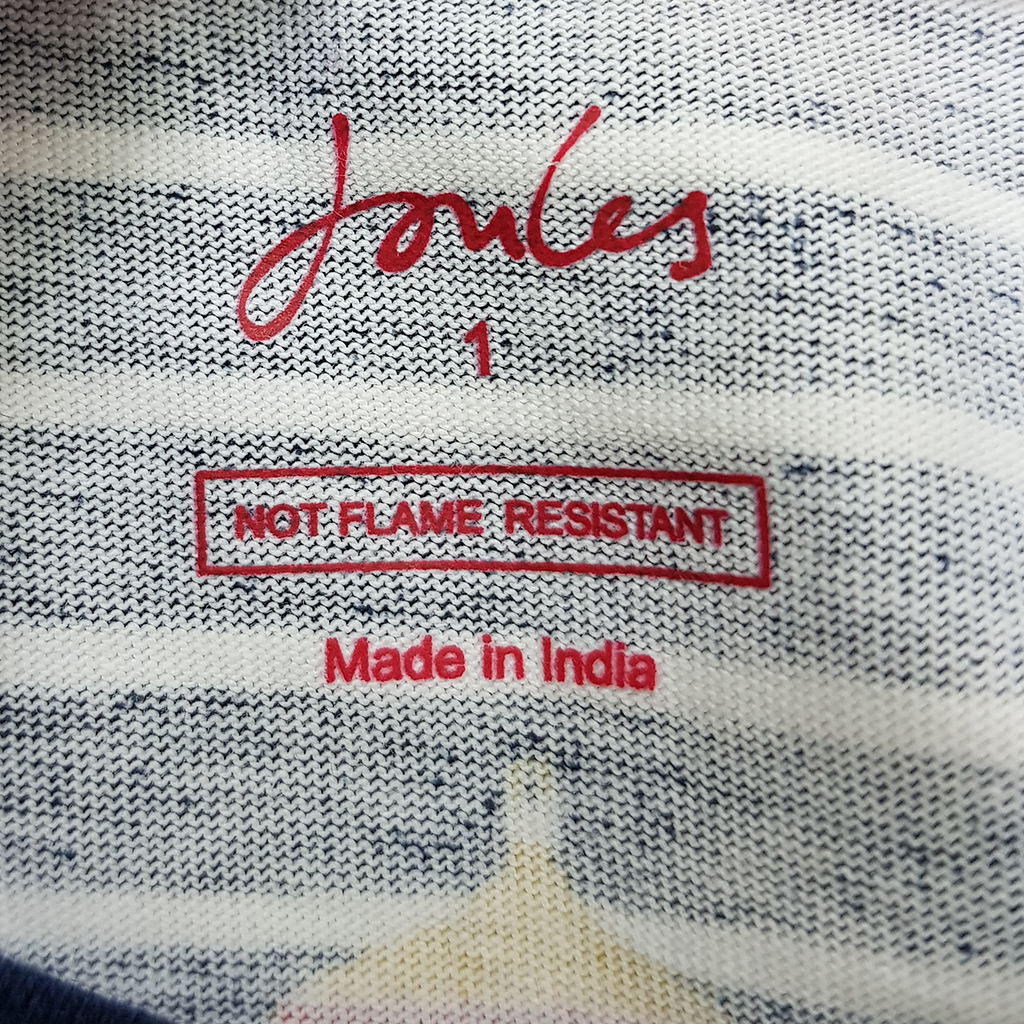 Joules
1
NOT FLAME RESISTANT
Made in India